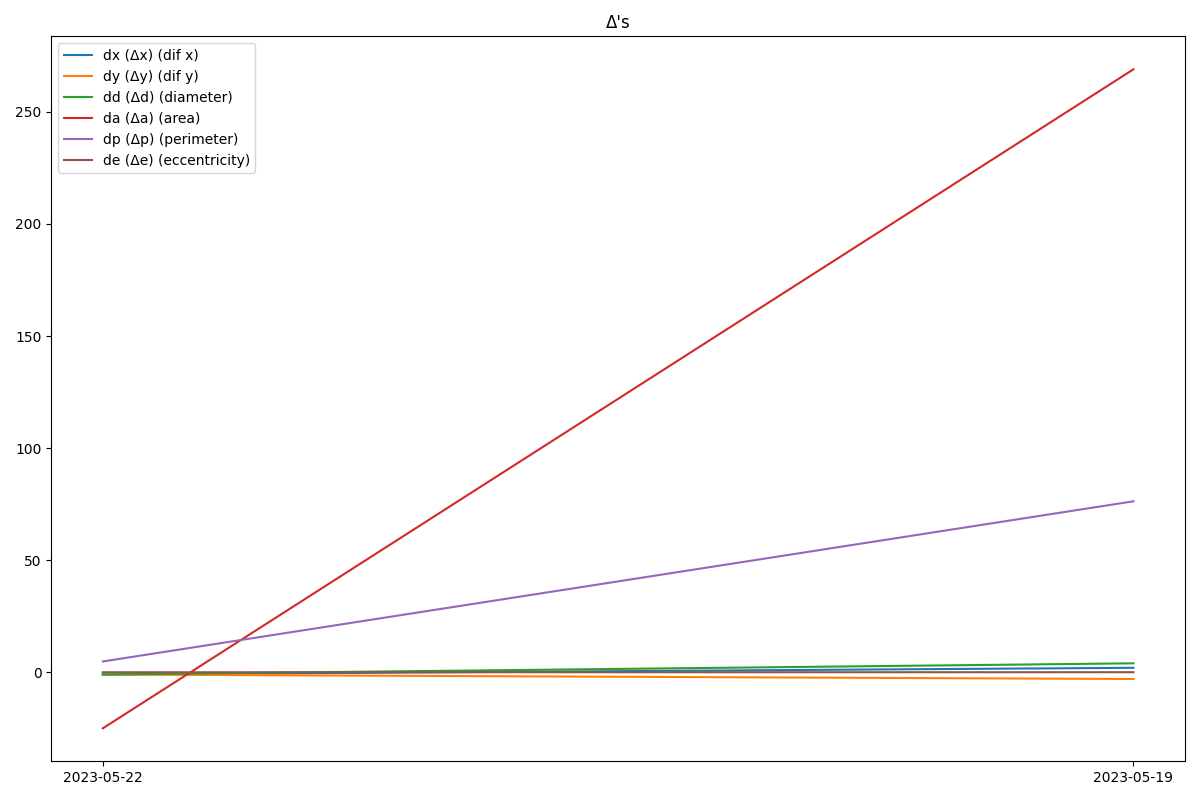 Δ's
dx (Δx) (dif x)
dy (Δy) (dif y)
dd (Δd) (diameter)
da (Δa) (area)
dp (Δp) (perimeter)
de (Δe) (eccentricity)
250
200
150
100
50
0
2023-05-22
2023-05-19